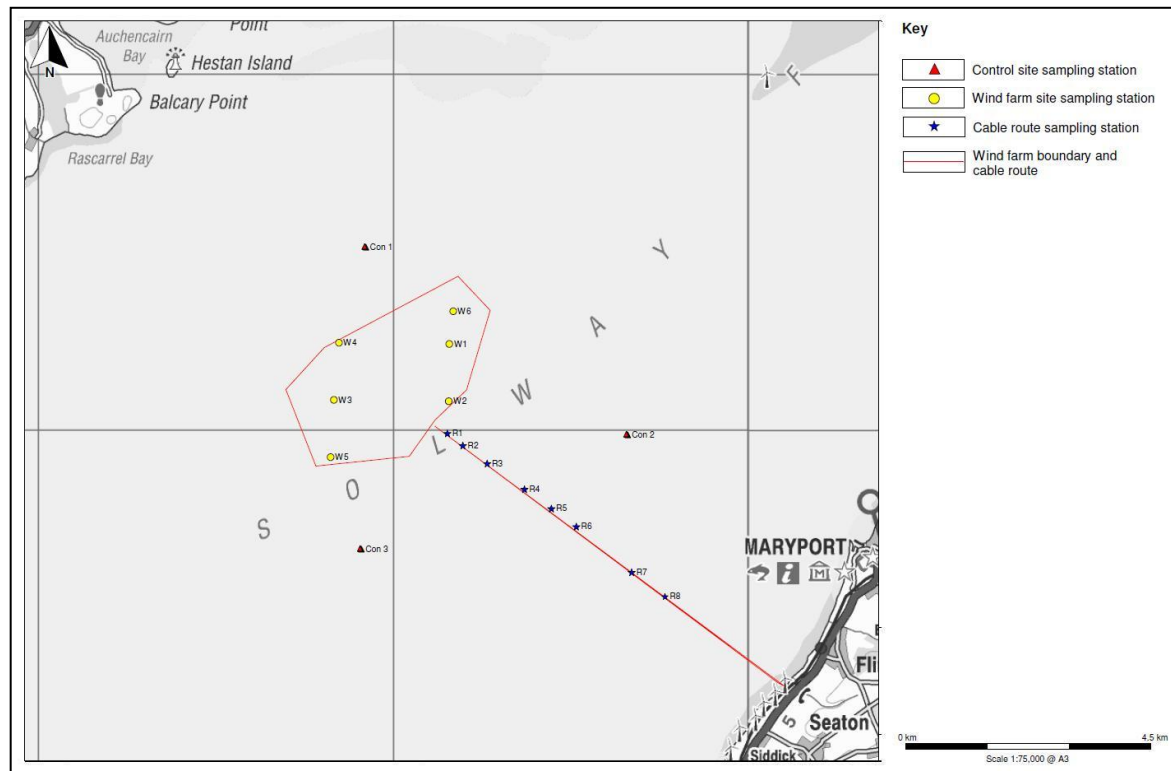 Point
Auchencairn
Bay
Hestan Island
N
Balcary Point
Rascarrel Bay
F
Con 1
Y
W6
A
W4
W1
W
W3
W2
R1
L
R2
Con 2
W5
R3
O
R4
R5
S
R6
Con 3
MARYPORT
i
M
R7
R8
Fli
5
Seaton
Siddick
Key
Control site sampling station
Wind farm site sampling station
Cable route sampling station
Wind farm boundary and
cable route
0 km
4.5 km
Scale 1:75,000 @ A3